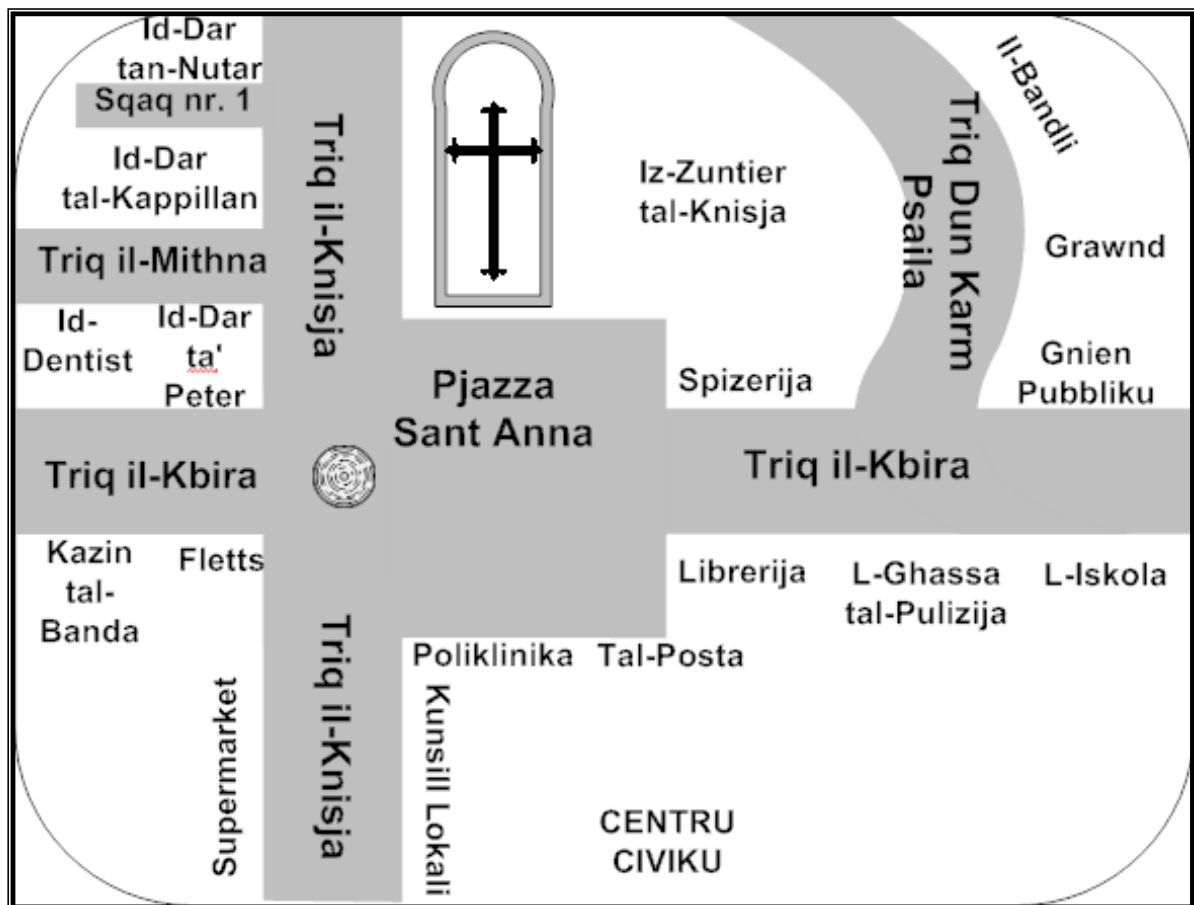 Id-Dar
tan-Nutar
Sqaq nr. 1
Id-Dar
tal-Kappillan
Triq il-Mithna
Id-
Dentist
Id-Dar
ta'
Peter
Triq il-Knisja
Iz-Zuntier
tal-Knisja
Triq Dun Karm
Psaila
Il-Bandli
Grawnd
Gnien
Pubbliku
Spizerija
Pjazza
Sant Anna
Triq il-Kbira
Triq il-Kbira
Kazin
tal-
Banda
Fletts
Supermarket
Triq il-Knisja
Poliklinika
Tal-Posta
Kunsill Lokali
Librerija
L-Ghassa
tal-Pulizija
L-Iskola
CENTRU
CIVIKU